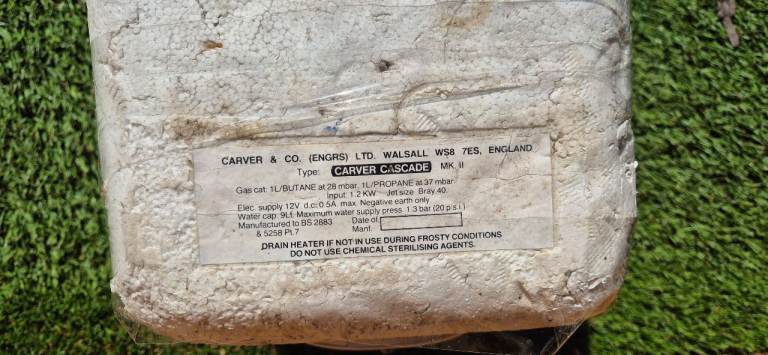 CARVER & CO. (ENGRS) LTD. WALSALL WS8 7ES, ENGLAND
Type: CARVER CASCADE MK II
Gas cat: 1L/BUTANE at 28 mbar, 1L/PROPANE at 37 mbar
Input: 1.2 KW Jet size: Bray 40
Elec. supply 12V d.c: 0.5A max. Negative earth only
Water cap: 9Lt. Maximum water supply press. 1.3 bar (20 p.s.i.)
Manufactured to BS 2883 Date of
& 5258 Pt.7 Manf.
DRAIN HEATER IF NOT IN USE DURING FROSTY CONDITIONS
DO NOT USE CHEMICAL STERILISING AGENTS.